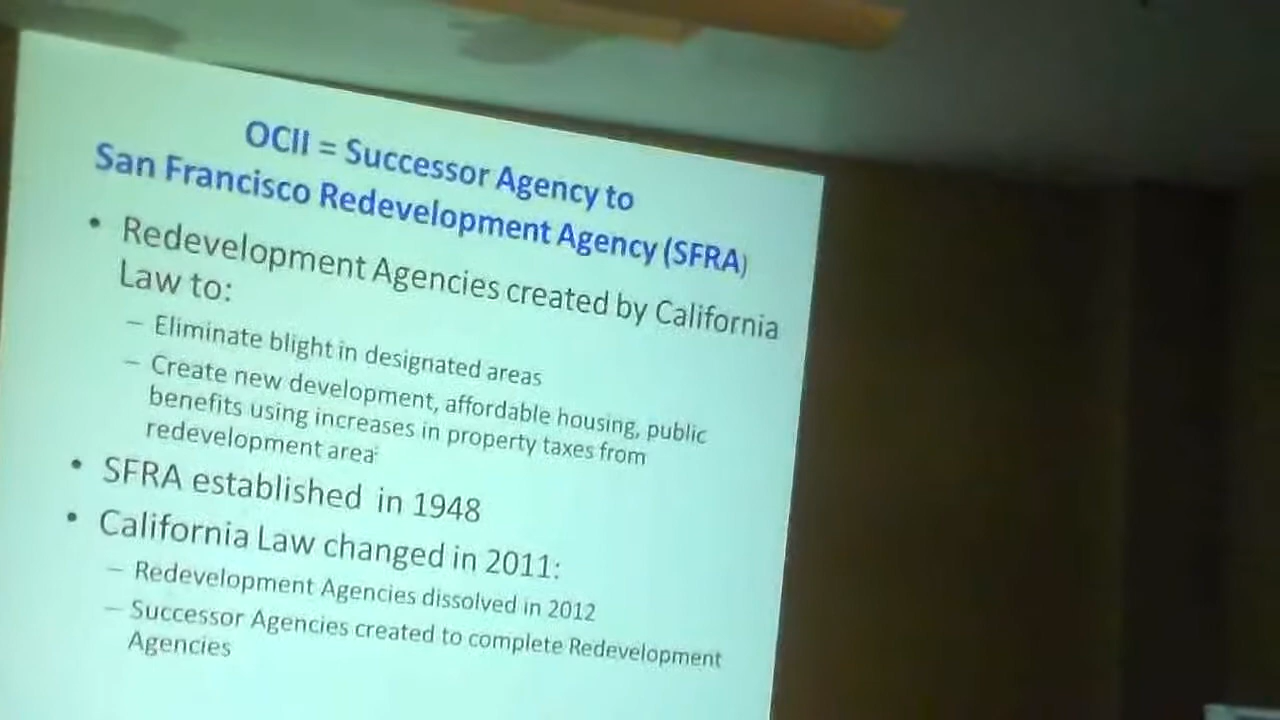 OCII = Successor Agency to
San Francisco Redevelopment Agency (SFRA)
• Redevelopment Agencies created by California
Law to:
– Eliminate blight in designated areas
– Create new development, affordable housing, public
benefits using increases in property taxes from
redevelopment area
• SFRA established in 1948
• California Law changed in 2011:
– Redevelopment Agencies dissolved in 2012
– Successor Agencies created to complete Redevelopment
Agencies